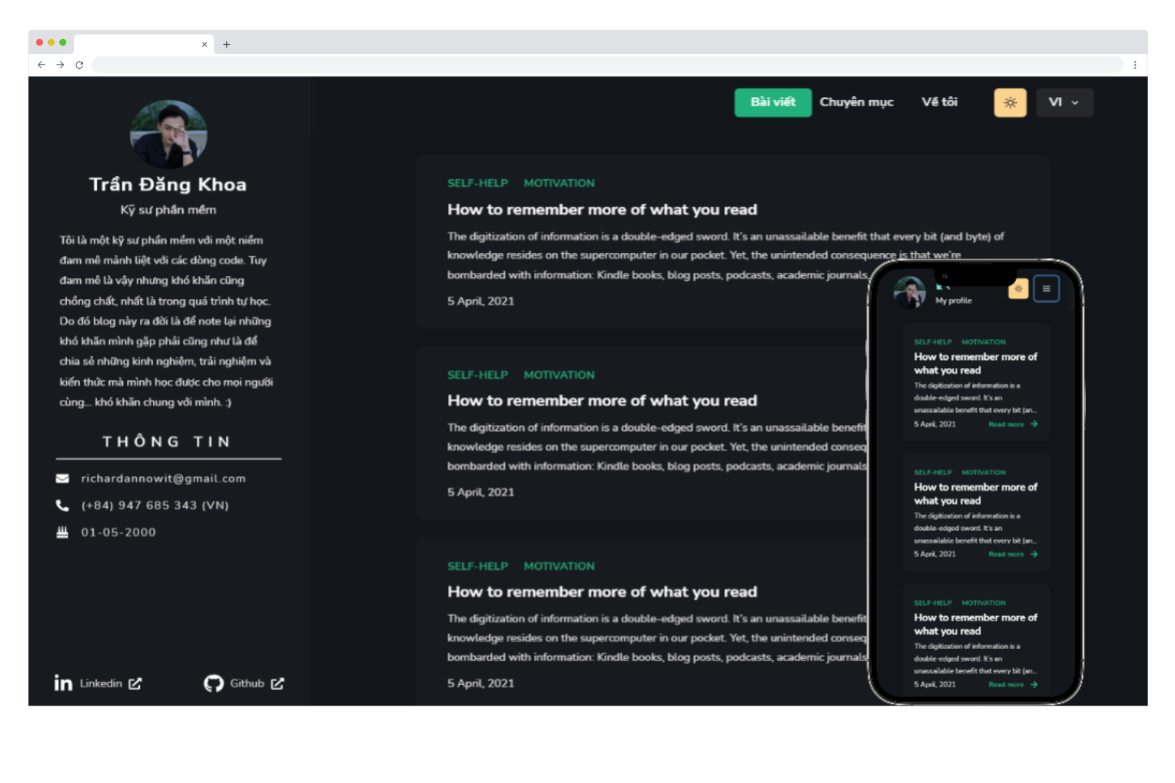 Bài viết Chuyên mục Về tôi VI
Trần Đăng Khoa
Kỹ sư phần mềm
Tôi là một kỹ sư phần mềm với một niềm
đam mê mảnh liệt với các dòng code. Tuy
đam mê là vậy nhưng khó khăn cũng
chồng chất, nhất là trong quá trình tự học.
Do đó blog này ra đời là để note lại những
khó khăn mình gặp phải cũng như là để
chia sẻ những kinh nghiệm, trải nghiệm và
kiến thức mà mình học được cho mọi người
cùng... khó khăn chung với mình. :)
THÔNG TIN
richardannowit@gmail.com
(+84) 947 685 343 (VN)
01-05-2000
Linkedin Github
SELF-HELP MOTIVATION
How to remember more of what you read
The digitization of information is a double-edged sword. It's an unassailable benefit that every bit (and byte) of
knowledge resides on the supercomputer in our pocket. Yet, the unintended consequence is that we're
bombarded with information: Kindle books, blog posts, podcasts, academic journals,
5 April, 2021
SELF-HELP MOTIVATION
How to remember more of what you read
The digitization of information is a double-edged sword. It's an unassailable benefit
knowledge resides on the supercomputer in our pocket. Yet, the unintended conseq
bombarded with information: Kindle books, blog posts, podcasts, academic journals
5 April, 2021
SELF-HELP MOTIVATION
How to remember more of what you read
The digitization of information is a double-edged sword. It's an unassailable benefit
knowledge resides on the supercomputer in our pocket. Yet, the unintended conseq
bombarded with information: Kindle books, blog posts, podcasts, academic journals
5 April, 2021
My profile
SELF-HELP MOTIVATION
How to remember more of
what you read
The digitization of information is a
double-edged sword. It's an
unassailable benefit that every bit (an...
5 April, 2021 Read more
SELF-HELP MOTIVATION
How to remember more of
what you read
The digitization of information is a
double-edged sword. It's an
unassailable benefit that every bit (an...
5 April, 2021 Read more
SELF-HELP MOTIVATION
How to remember more of
what you read
The digitization of information is a
double-edged sword. It's an
unassailable benefit that every bit (an...
5 April, 2021 Read more